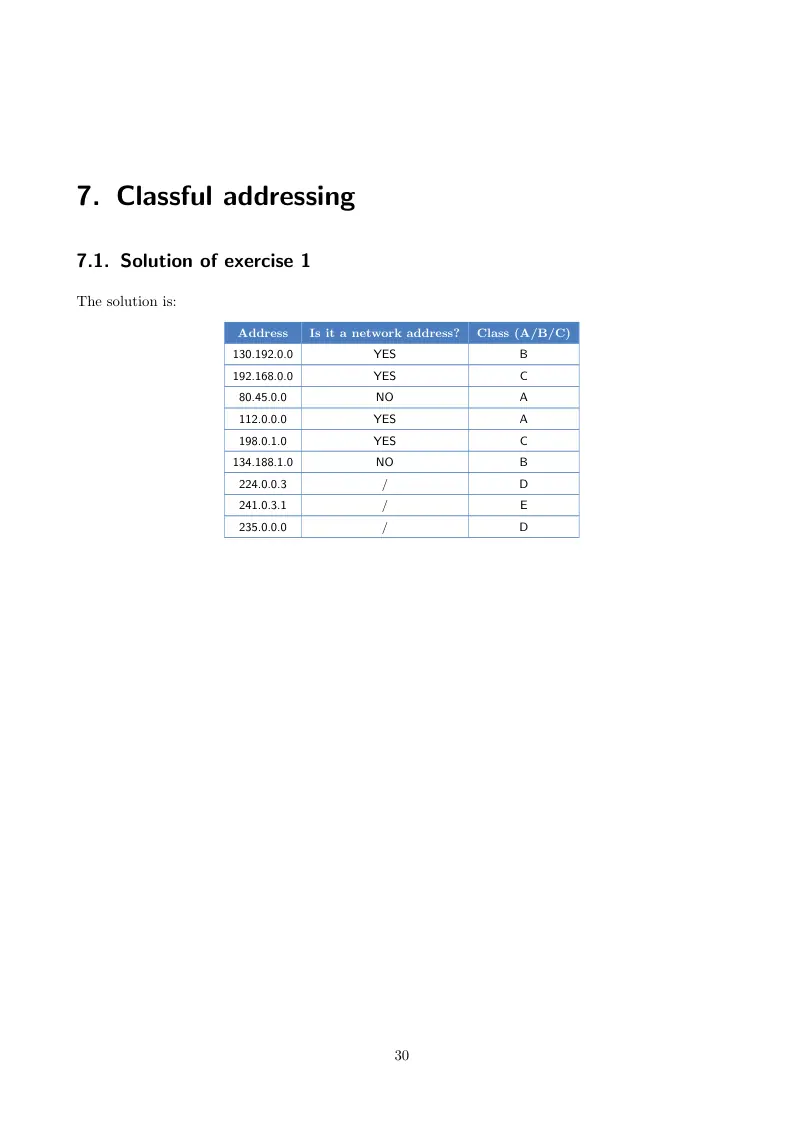 7. Classful addressing
7.1. Solution of exercise 1
The solution is:
Address Is it a network address? Class (A/B/C)
130.192.0.0 YES B
192.168.0.0 YES C
80.45.0.0 NO A
112.0.0.0 YES A
198.0.1.0 YES C
134.188.1.0 NO B
224.0.0.3 / D
241.0.3.1 / E
235.0.0.0 / D
30